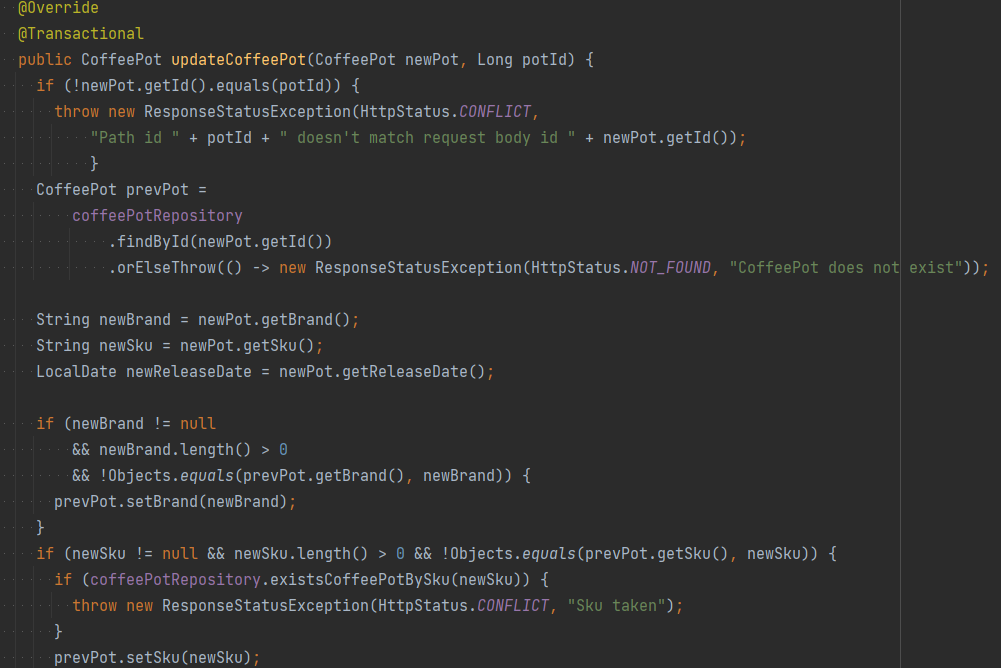 @Override
@Transactional
public CoffeePot updateCoffeePot(CoffeePot newPot, Long potId) {
if (!newPot.getId().equals(potId)) {
throw new ResponseStatusException(HttpStatus.CONFLICT,
"Path id " + potId + " doesn't match request body id " + newPot.getId());
}
CoffeePot prevPot =
coffeePotRepository
.findById(newPot.getId())
.orElseThrow(() -> new ResponseStatusException(HttpStatus.NOT_FOUND, "CoffeePot does not exist"));
String newBrand = newPot.getBrand();
String newSku = newPot.getSku();
LocalDate newReleaseDate = newPot.getReleaseDate();
if (newBrand != null
&& newBrand.length() > 0
&& !Objects.equals(prevPot.getBrand(), newBrand)) {
prevPot.setBrand(newBrand);
}
if (newSku != null && newSku.length() > 0 && !Objects.equals(prevPot.getSku(), newSku)) {
if (coffeePotRepository.existsCoffeePotBySku(newSku)) {
throw new ResponseStatusException(HttpStatus.CONFLICT, "Sku taken");
}
prevPot.setSku(newSku);